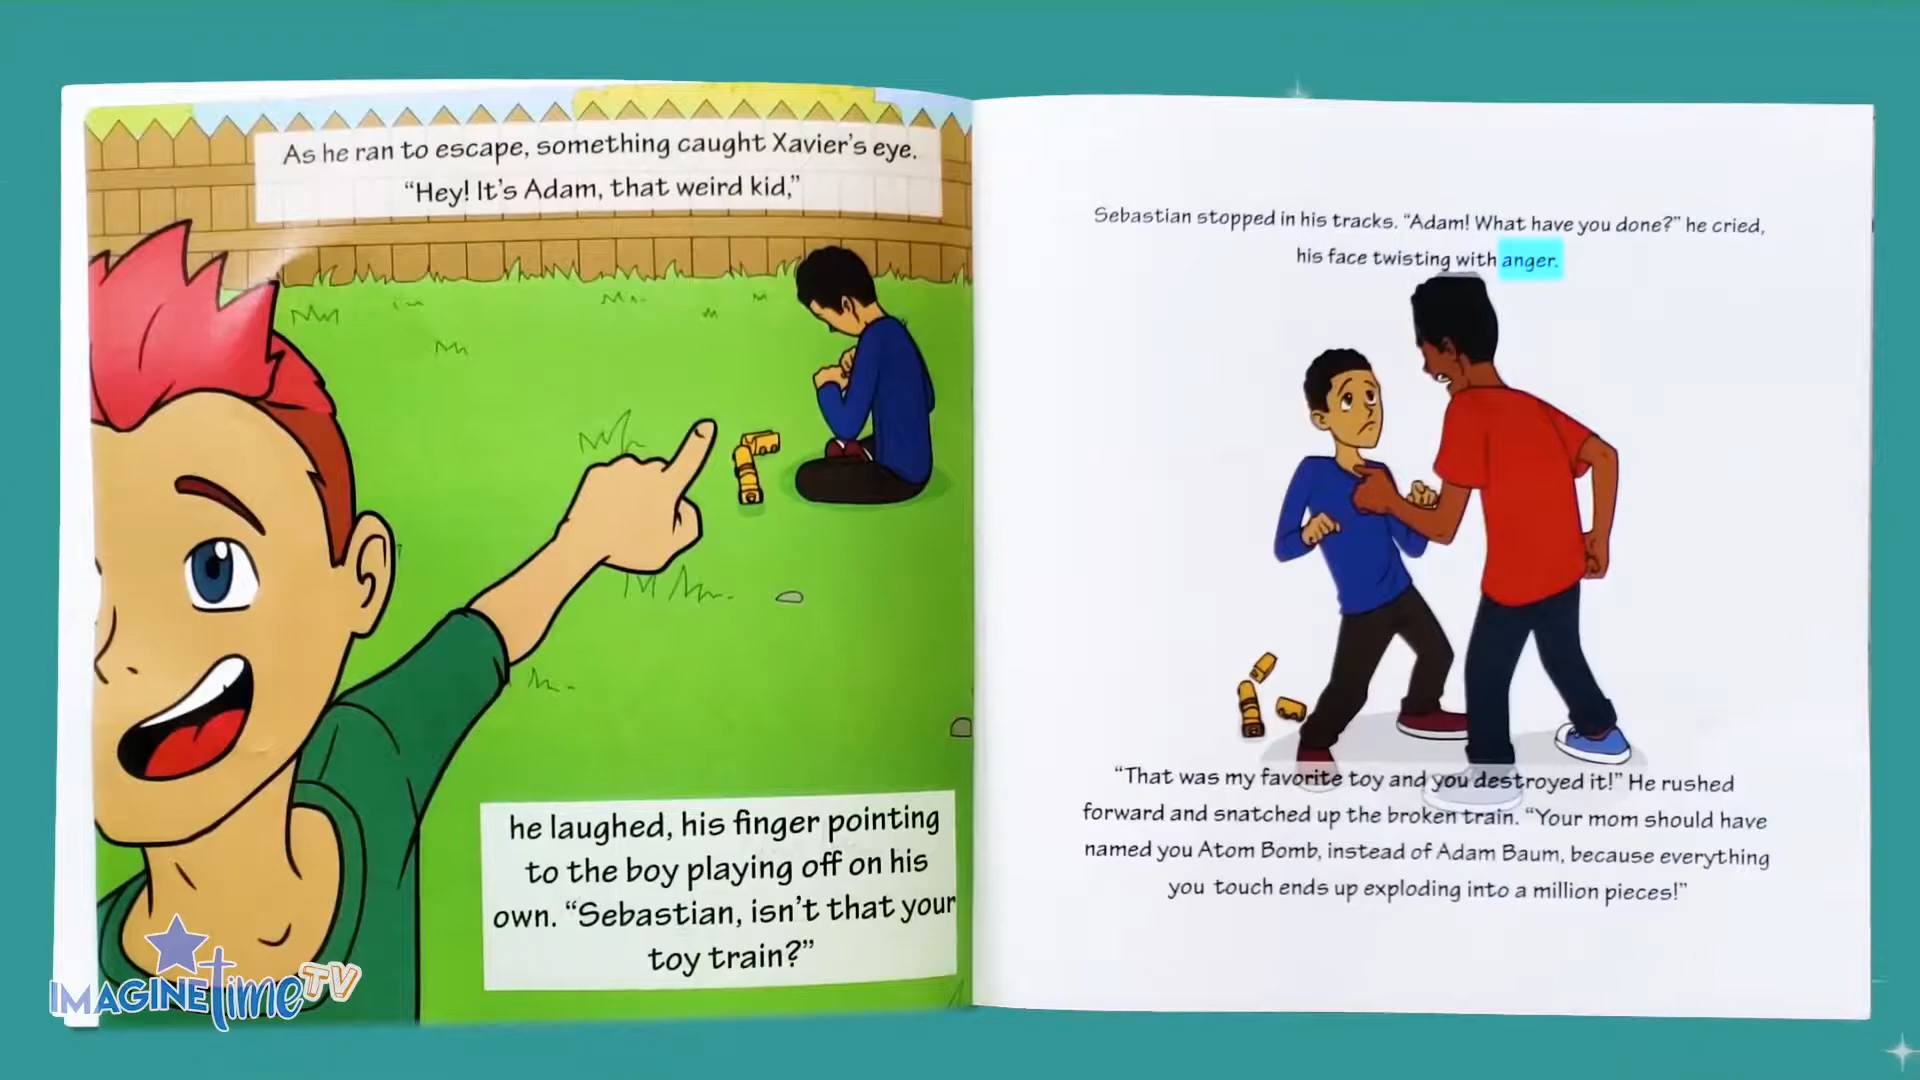 As he ran to escape, something caught Xavier's eye.
“Hey! It's Adam, that weird kid,”
he laughed, his finger pointing
to the boy playing off on his
own. “Sebastian, isn't that your
toy train?”
Sebastian stopped in his tracks. “Adam! What have you done?” he cried,
his face twisting with anger.
“That was my favorite toy and you destroyed it!” He rushed
forward and snatched up the broken train. “Your mom should have
named you Atom Bomb, instead of Adam Baum, because everything
you touch ends up exploding into a million pieces!”
IMAGINEtimeTV